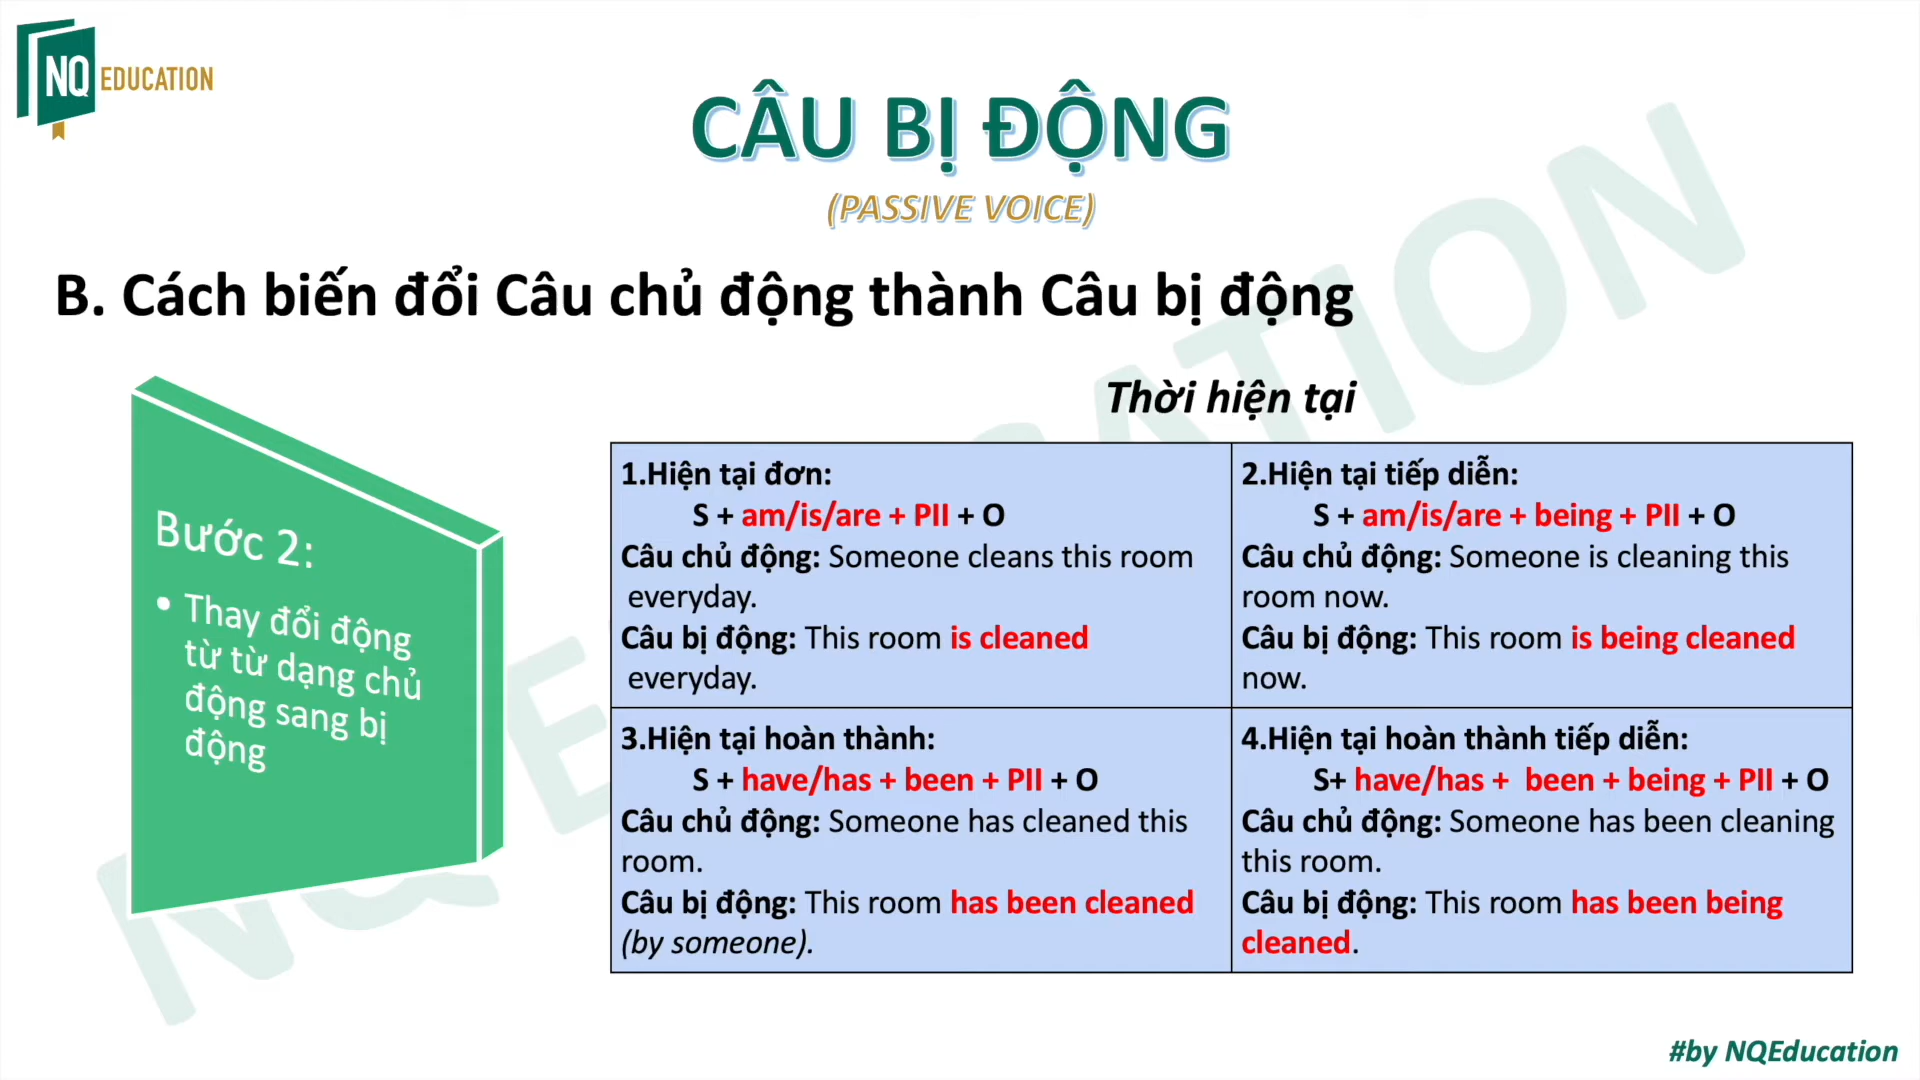 NQ EDUCATION
CÂU BỊ ĐỘNG
(PASSIVE VOICE)
B. Cách biến đổi Câu chủ động thành Câu bị động
Bước 2:
• Thay đổi động
từ từ dạng chủ
động sang bị
động
Thời hiện tại
1.Hiện tại đơn:
S + am/is/are + PII + O
Câu chủ động: Someone cleans this room
everyday.
Câu bị động: This room is cleaned
everyday.
2.Hiện tại tiếp diễn:
S + am/is/are + being + PII + O
Câu chủ động: Someone is cleaning this
room now.
Câu bị động: This room is being cleaned
now.
3.Hiện tại hoàn thành:
S + have/has + been + PII + O
Câu chủ động: Someone has cleaned this
room.
Câu bị động: This room has been cleaned
(by someone).
4.Hiện tại hoàn thành tiếp diễn:
S+ have/has +  been + being + PII + O
Câu chủ động: Someone has been cleaning
this room.
Câu bị động: This room has been being
cleaned.
#by NQEducation